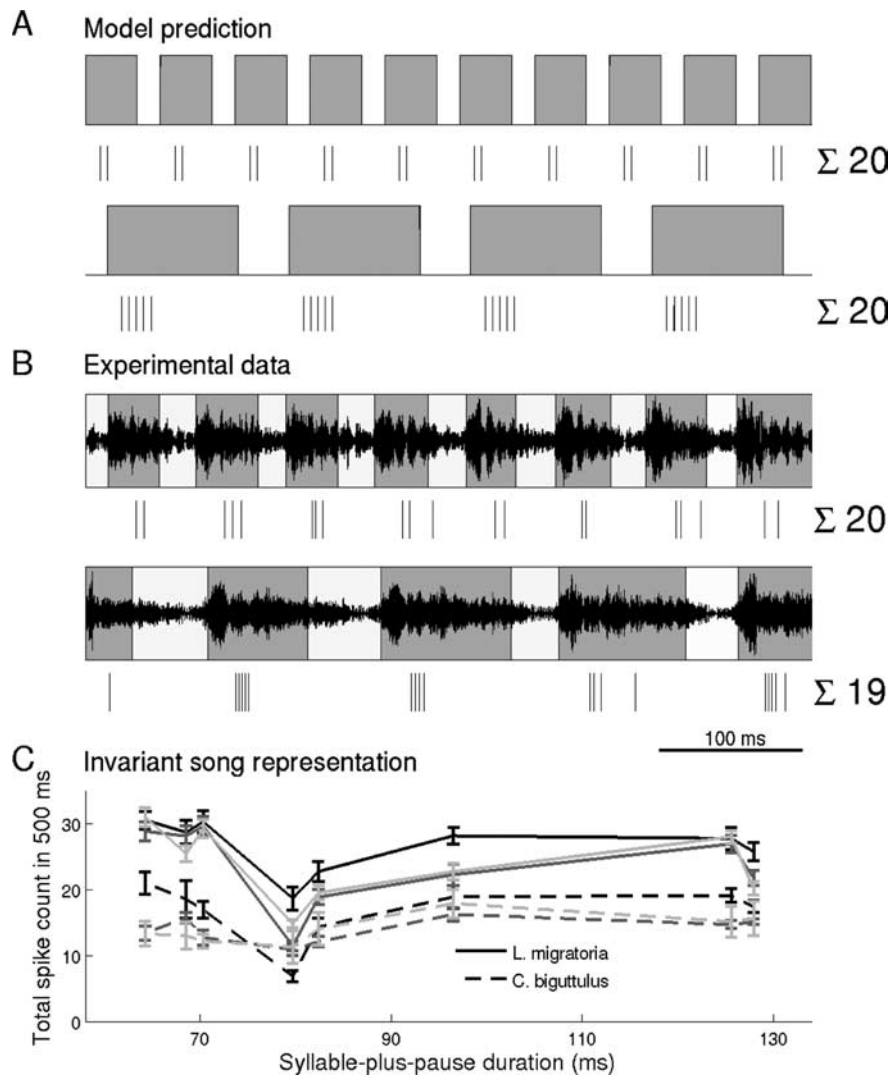 A Model prediction
Σ 20
Σ 20
B Experimental data
Σ 20
Σ 19
100 ms
C Invariant song representation
Total spike count in 500 ms
30
20
10
0
L. migratoria
C. biguttulus
70 90 110 130
Syllable-plus-pause duration (ms)